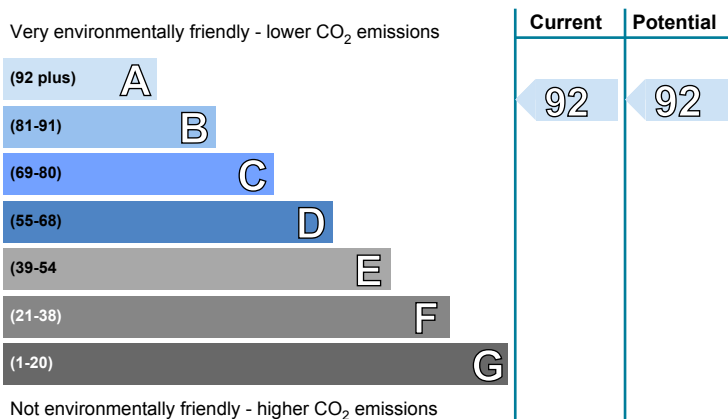 Very environmentally friendly - lower CO₂ emissions
Current
Potential
(92 plus) A
92
92
(81-91) B
(69-80) C
(55-68) D
(39-54 E
(21-38) F
(1-20) G
Not environmentally friendly - higher CO₂ emissions